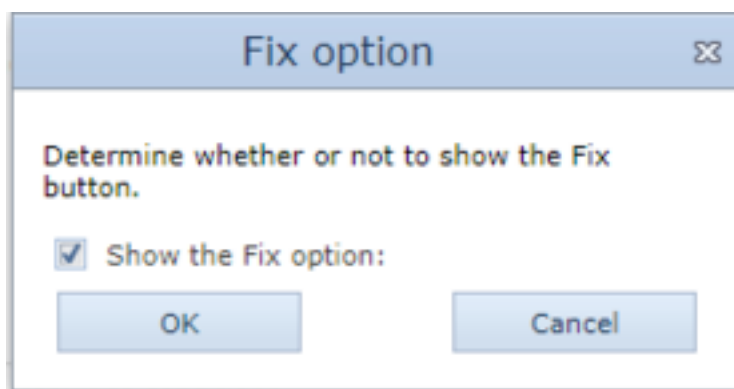 Fix option
Determine whether or not to show the Fix
button.
Show the Fix option:
OK
Cancel